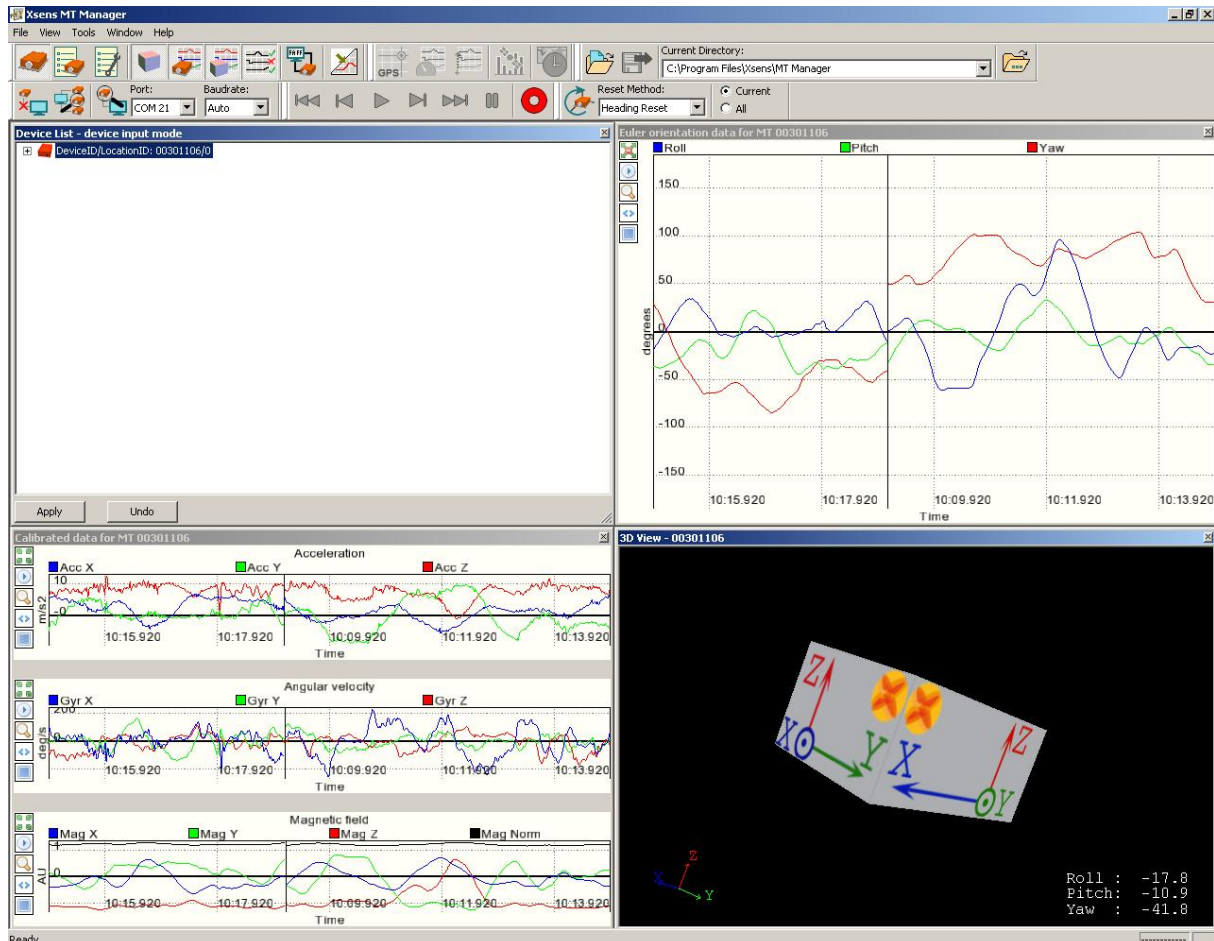 Xsens MT Manager
File View Tools Window Help
GPS
Current Directory:
C:\Program Files\Xsens\MT Manager
Port:
COM 21
Baudrate:
Auto
Reset Method:
Heading Reset
Current
All
Device List - device input mode
DeviceID/LocationID: 00301106/0
Apply
Undo
Euler orientation data for MT 00301106
Roll Pitch Yaw
150
100
50
0
-50
-100
-150
degrees
10:15.920 10:17.920 10:09.920 10:11.920 10:13.920
Time
Calibrated data for MT 00301106
Acceleration
Acc X Acc Y Acc Z
10
-0
m/s2
10:15.920 10:17.920 10:09.920 10:11.920 10:13.920
Time
Angular velocity
Gyr X Gyr Y Gyr Z
200
0
deg/s
10:15.920 10:17.920 10:09.920 10:11.920 10:13.920
Time
Magnetic field
Mag X Mag Y Mag Z Mag Norm
1
0
AU
10:15.920 10:17.920 10:09.920 10:11.920 10:13.920
Time
3D View - 00301106
Z
X
Y
X
Z
Y
Z
X
Y
Roll : -17.8
Pitch: -10.9
Yaw : -41.8
Ready